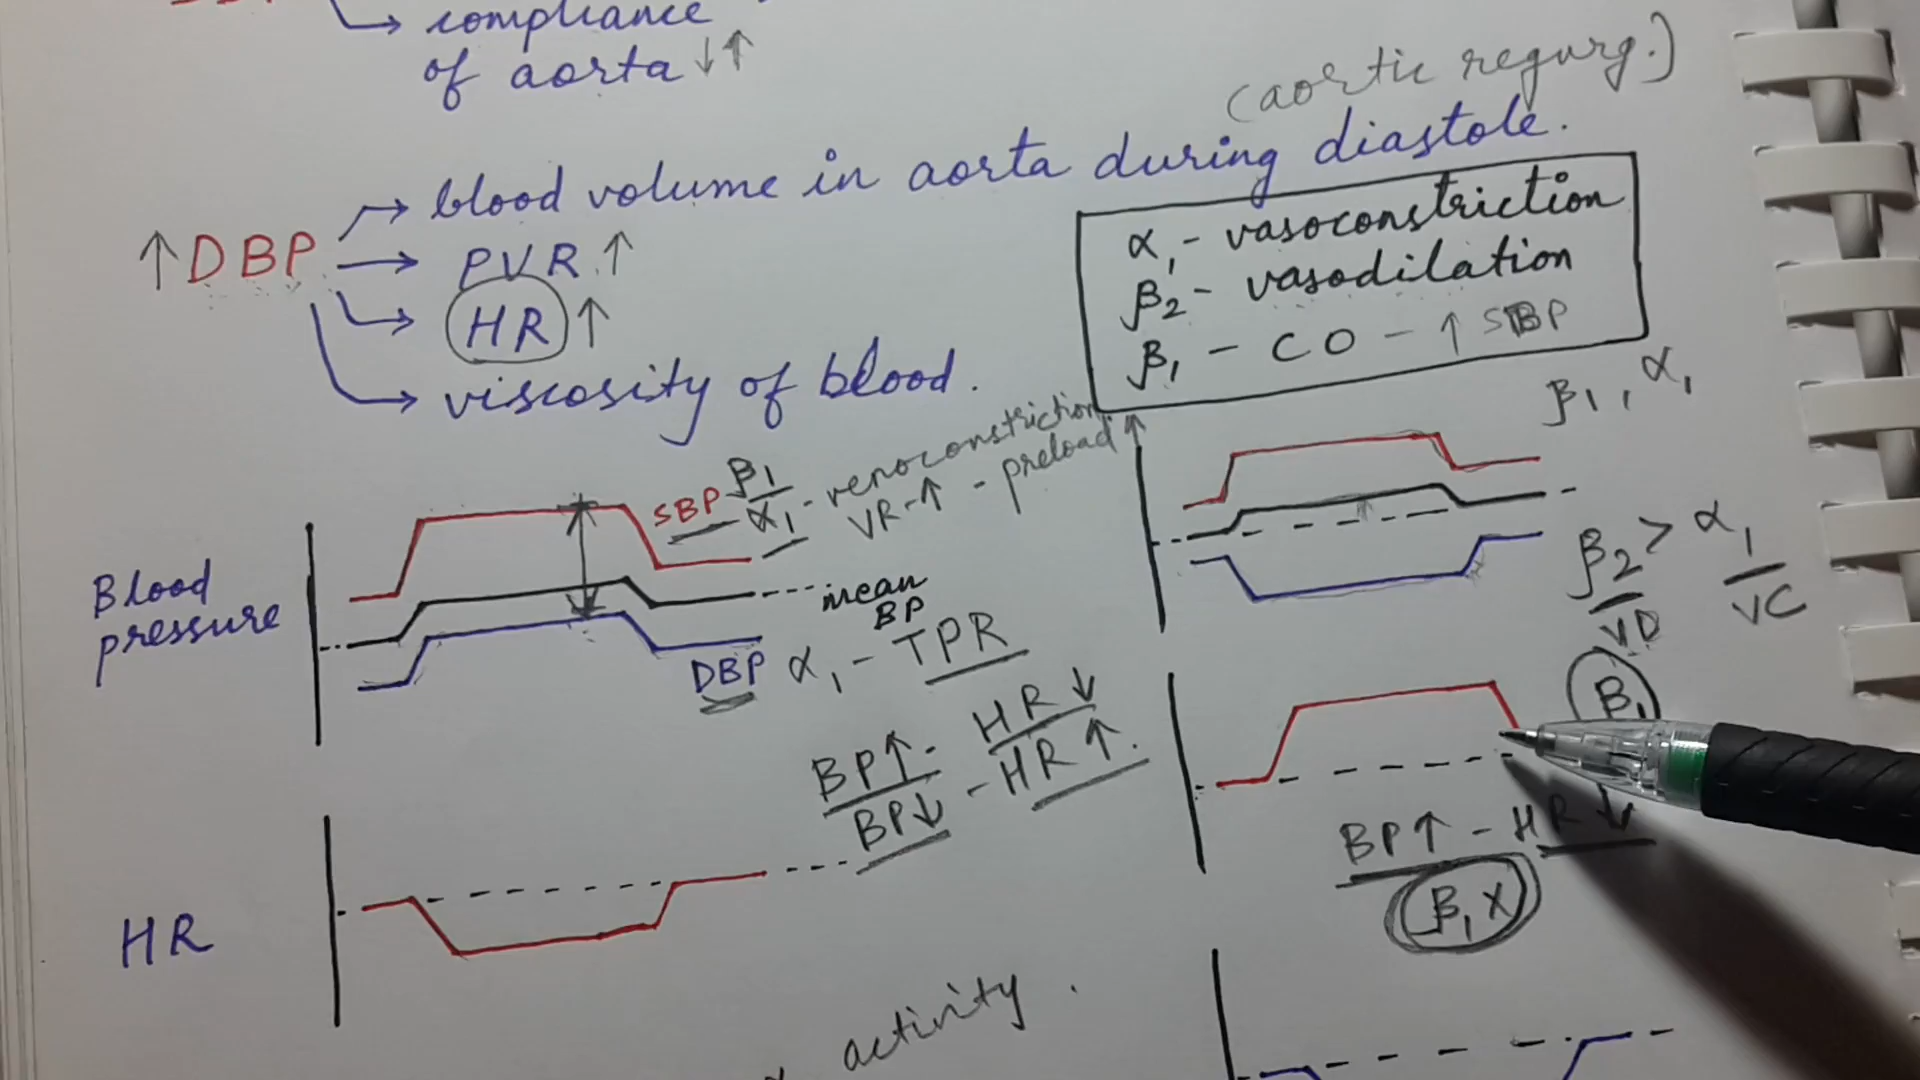 compliance
of aorta ↓↑
(aortic regurg.)
→ blood volume in aorta during diastole.
↑DBP → PVR ↑
→ HR ↑
→ viscosity of blood.
α₁ - vasoconstriction
β₂ - vasodilation
β₁ - CO - ↑ SBP
β₁, α₁
SBP β₁
α₁ - venoconstriction
VR-↑ - preload
Blood
pressure
mean
BP
DBP α₁ - TPR
β₂ > α₁
VD VC
BP↑ - HR↓
BP↓ - HR↑.
β₁
BP↑ - HR↓
β₁ X
HR
activity.